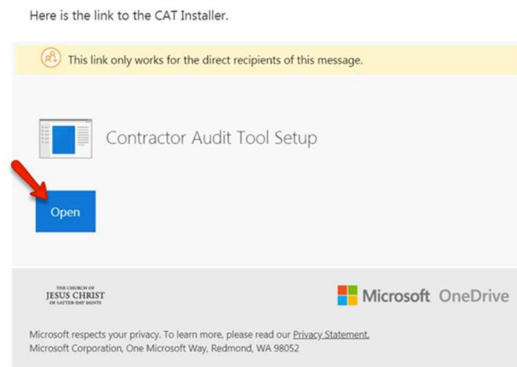 Here is the link to the CAT Installer.
This link only works for the direct recipients of this message.
Contractor Audit Tool Setup
Open
THE CHURCH OF
JESUS CHRIST
OF LATTER-DAY SAINTS
Microsoft OneDrive
Microsoft respects your privacy. To learn more, please read our Privacy Statement.
Microsoft Corporation, One Microsoft Way, Redmond, WA 98052